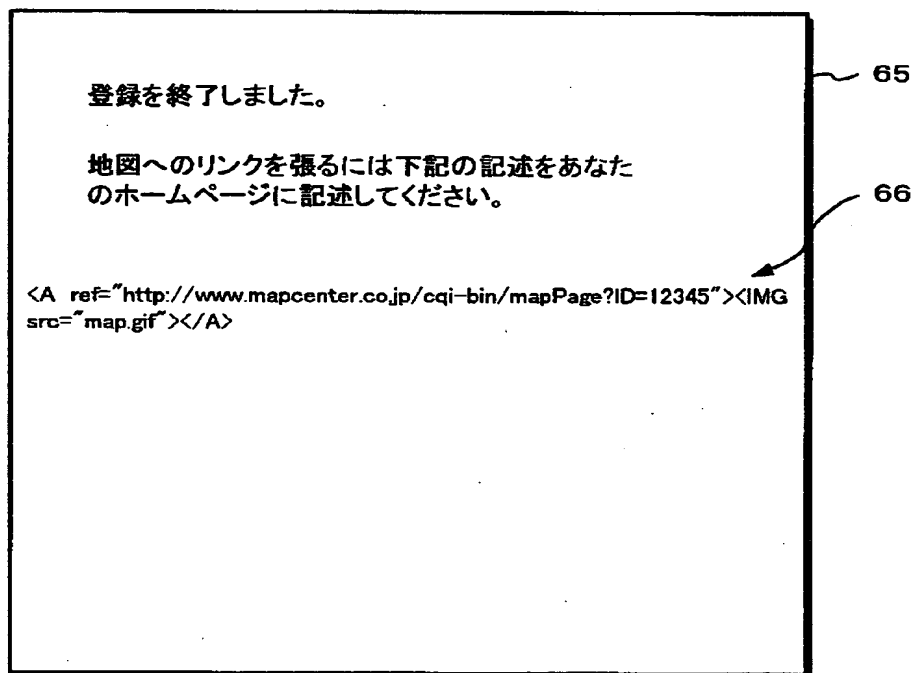 登録を終了しました。
65
地図へのリンクを張るには下記の記述をあなた
のホームページに記述してください。
66
<A ref="http://www.mapcenter.co.jp/cqi-bin/mapPage?ID=12345"><IMG
src="map.gif"></A>